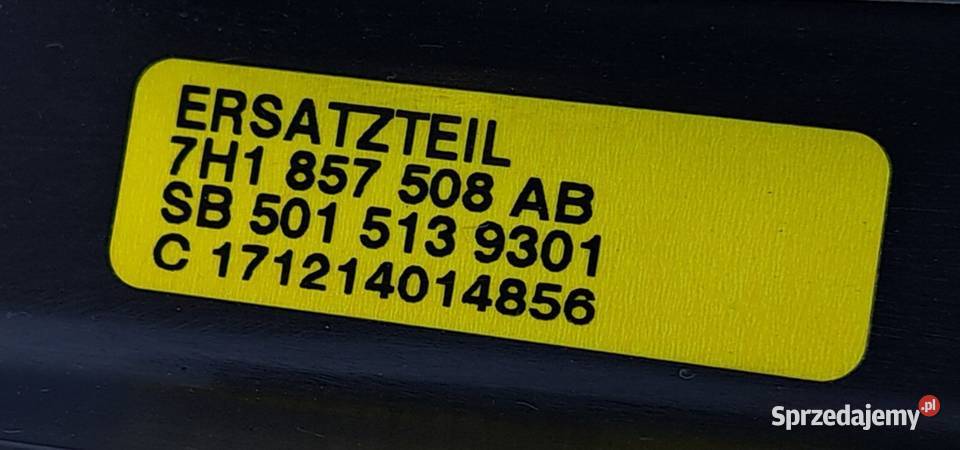 ERSATZTEIL
7H1 857 508 AB
SB 501 513 9301
C 171214014856
Sprzedajemy.pl